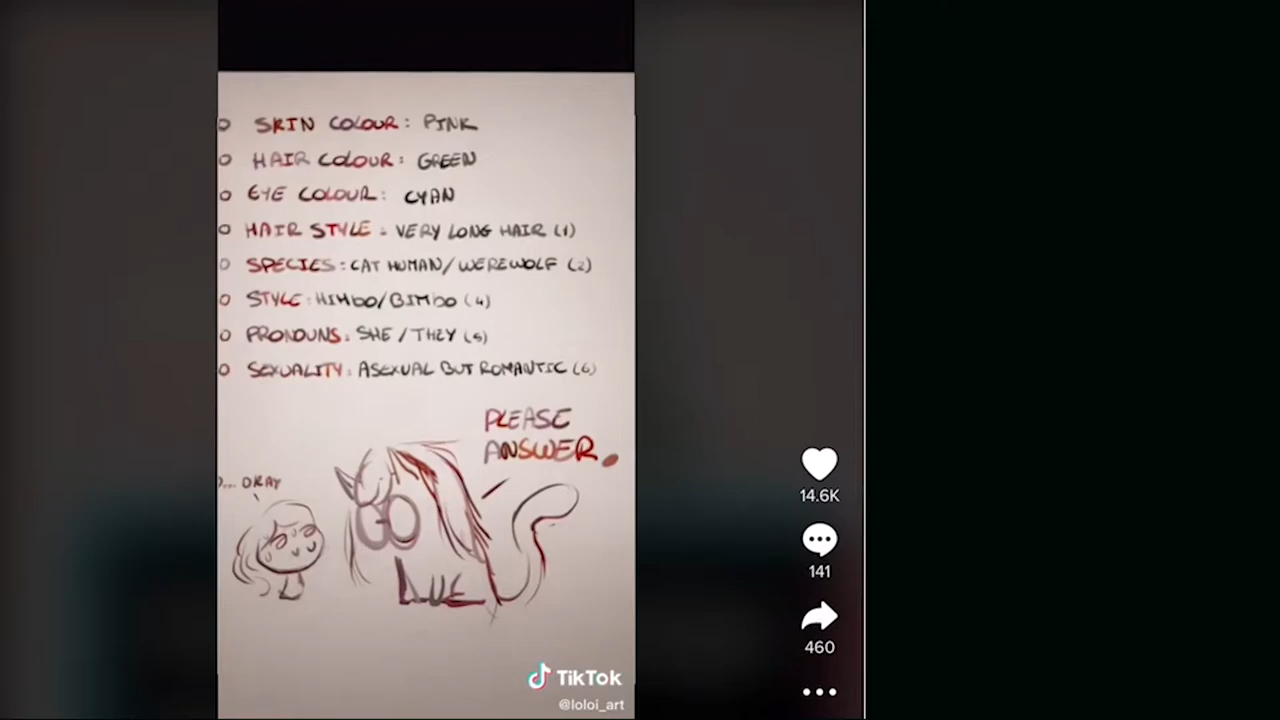 SKIN COLOUR: PINK
HAIR COLOUR: GREEN
EYE COLOUR: CYAN
HAIR STYLE: VERY LONG HAIR (1)
SPECIES: CAT HUMAN/WEREWOLF (2)
STYLE: HIMBO/BIMBO (4)
PRONOUNS: SHE/THEY (5)
SEXUALITY: ASEXUAL BUT ROMANTIC (6)
PLEASE
ANSWER.
... OKAY
14.6K
141
460
TikTok
@loloi_art